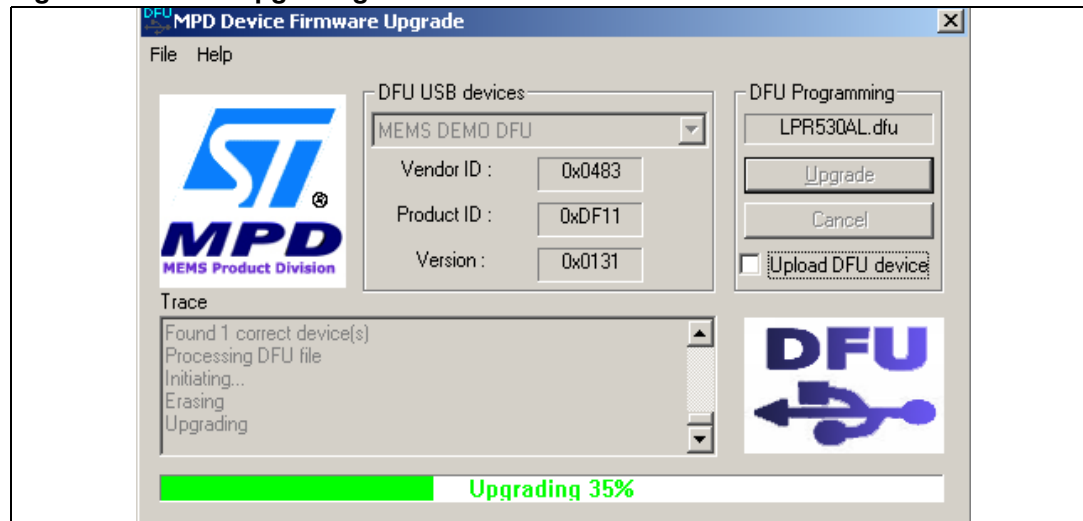 DFU MPD Device Firmware Upgrade
File Help
DFU USB devices
MEMS DEMO DFU
Vendor ID : 0x0483
Product ID : 0xDF11
Version : 0x0131
DFU Programming
LPR530AL.dfu
Upgrade
Cancel
Upload DFU device
ST ®
MPD
MEMS Product Division
Trace
Found 1 correct device(s)
Processing DFU file
Initiating...
Erasing
Upgrading
DFU
Upgrading 35%